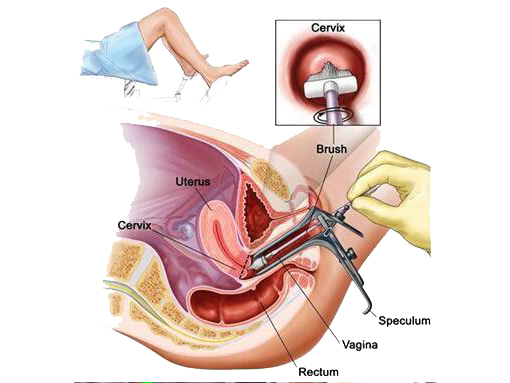 Cervix
Brush
Uterus
Cervix
Speculum
Vagina
Rectum